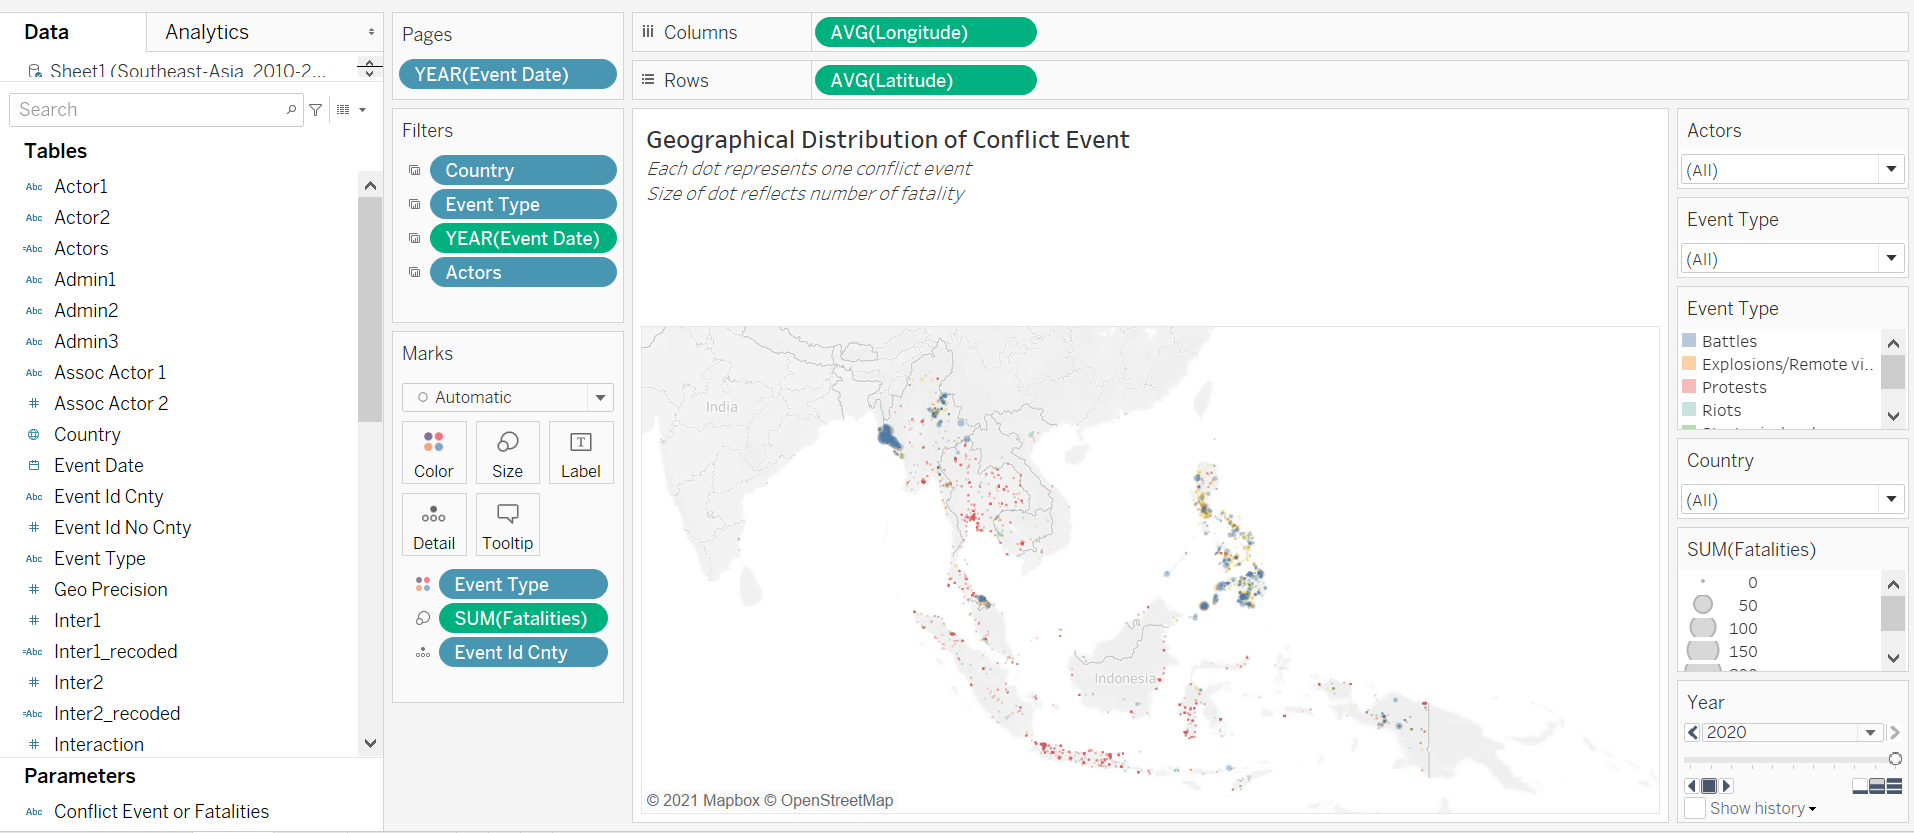 Data
Analytics
Sheet1 (Southeast-Asia_2010-2...
Search
Tables
Abc Actor1
Abc Actor2
=Abc Actors
Abc Admin1
Abc Admin2
Abc Admin3
Abc Assoc Actor 1
# Assoc Actor 2
Country
Event Date
Abc Event Id Cnty
# Event Id No Cnty
Abc Event Type
# Geo Precision
# Inter1
=Abc Inter1_recoded
# Inter2
=Abc Inter2_recoded
# Interaction
Parameters
Abc Conflict Event or Fatalities
Pages
YEAR(Event Date)
Filters
Country
Event Type
YEAR(Event Date)
Actors
Marks
Automatic
Color
Size
T
Label
Detail
Tooltip
Event Type
SUM(Fatalities)
Event Id Cnty
Columns
AVG(Longitude)
Rows
AVG(Latitude)
Geographical Distribution of Conflict Event
Each dot represents one conflict event
Size of dot reflects number of fatality
India
Indonesia
© 2021 Mapbox © OpenStreetMap
Actors
(All)
Event Type
(All)
Event Type
Battles
Explosions/Remote vi..
Protests
Riots
Country
(All)
SUM(Fatalities)
0
50
100
150
Year
2020
Show history